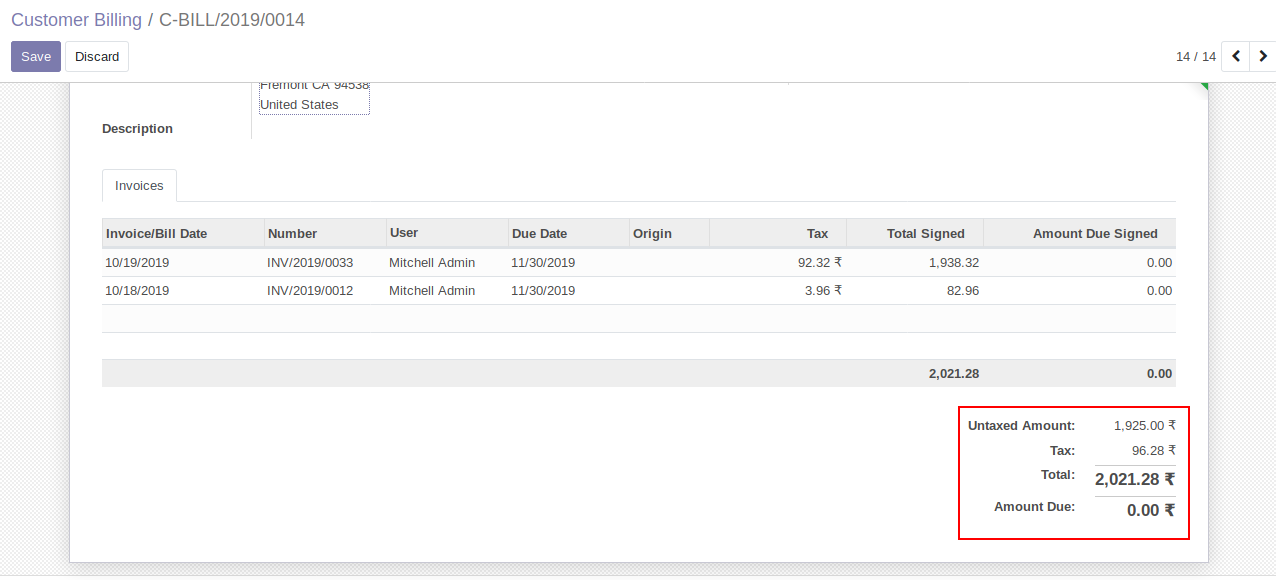 Customer Billing / C-BILL/2019/0014
Save Discard 14 / 14
Fremont CA 94538
United States
Description
Invoices
Invoice/Bill Date Number User Due Date Origin Tax Total Signed Amount Due Signed
10/19/2019 INV/2019/0033 Mitchell Admin 11/30/2019 92.32 ₹ 1,938.32 0.00
10/18/2019 INV/2019/0012 Mitchell Admin 11/30/2019 3.96 ₹ 82.96 0.00
2,021.28 0.00
Untaxed Amount: 1,925.00 ₹
Tax: 96.28 ₹
Total: 2,021.28 ₹
Amount Due: 0.00 ₹